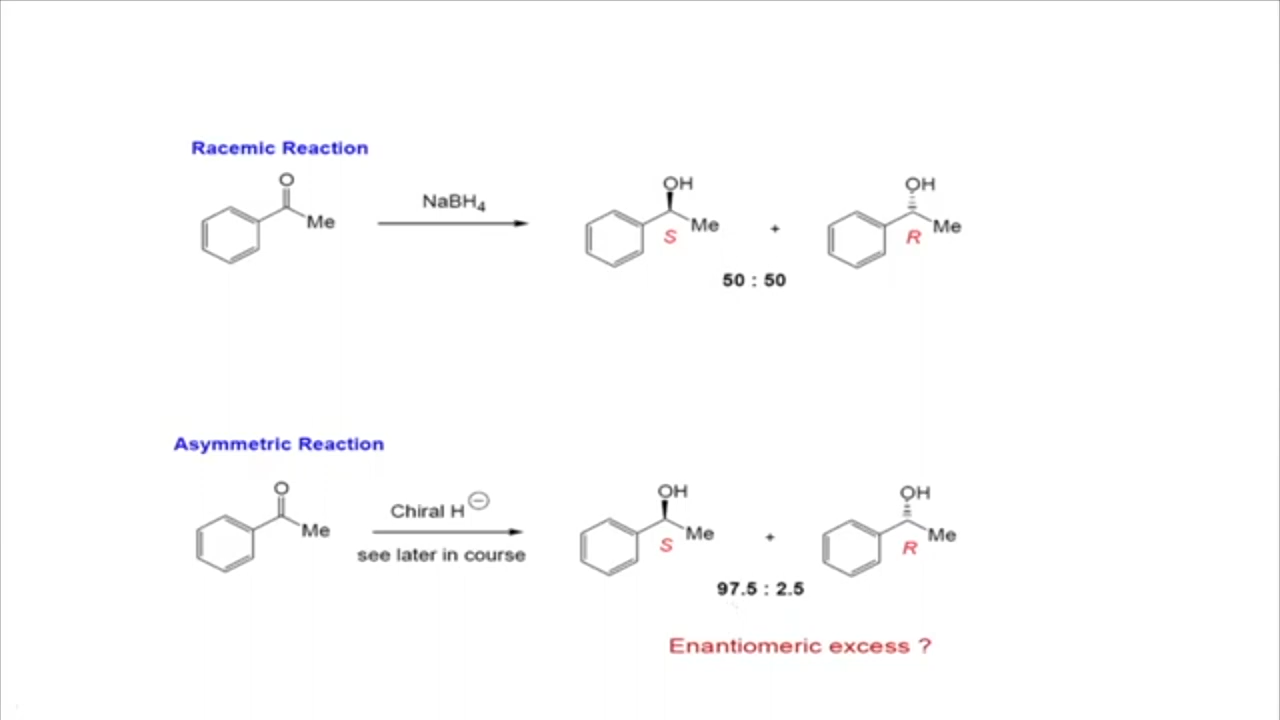 Racemic Reaction
O
Me
NaBH4
OH
Me
S
+
OH
Me
R
50 : 50
Asymmetric Reaction
O
Me
Chiral H⊖
see later in course
OH
Me
S
+
OH
Me
R
97.5 : 2.5
Enantiomeric excess ?